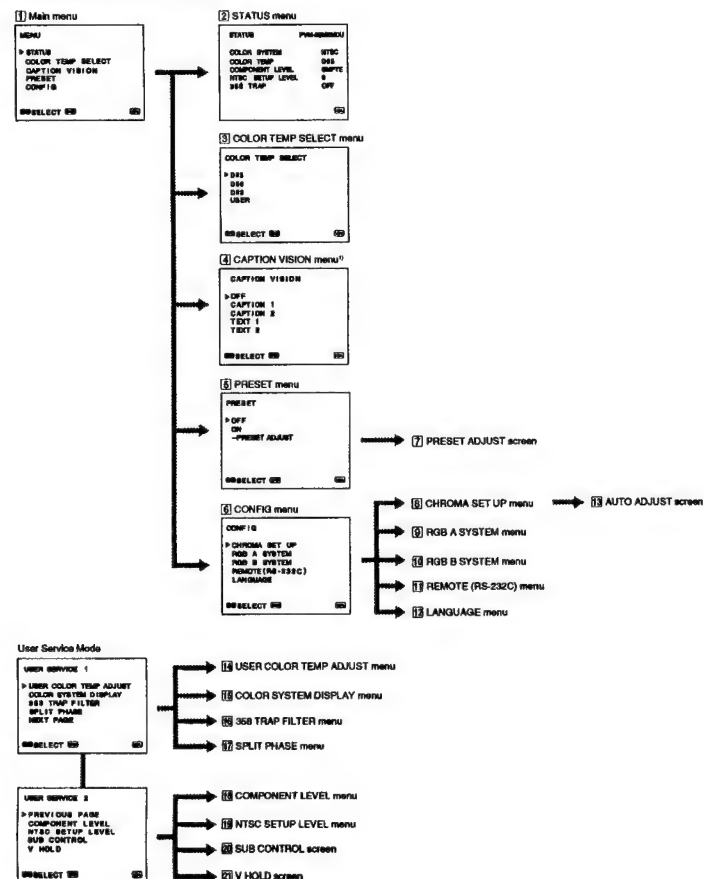 1 Main menu
MENU
STATUS
COLOR TEMP SELECT
CAPTION VISION
PRESET
CONFIG
SELECT
2 STATUS menu
STATUS
COLOR SYSTEM NTSC
COLOR TEMP D65
COMPONENT LEVEL SMPTE
NTSC SETUP LEVEL
358 TRAP OFF
3 COLOR TEMP SELECT menu
COLOR TEMP SELECT
D65
D56
D93
USER
SELECT
4 CAPTION VISION menu¹⁾
CAPTION VISION
OFF
CAPTION 1
CAPTION 2
TEXT 1
TEXT 2
SELECT
5 PRESET menu
PRESET
OFF
ON
–PRESET ADJUST
SELECT
7 PRESET ADJUST screen
6 CONFIG menu
CONFIG
CHROMA SET UP
RGB A SYSTEM
RGB B SYSTEM
REMOTE(RS-232C)
LANGUAGE
SELECT
8 CHROMA SET UP menu
13 AUTO ADJUST screen
9 RGB A SYSTEM menu
10 RGB B SYSTEM menu
11 REMOTE (RS-232C) menu
12 LANGUAGE menu
User Service Mode
USER SERVICE 1
USER COLOR TEMP ADJUST
COLOR SYSTEM DISPLAY
358 TRAP FILTER
SPLIT PHASE
NEXT PAGE
SELECT
14 USER COLOR TEMP ADJUST menu
15 COLOR SYSTEM DISPLAY menu
16 358 TRAP FILTER menu
17 SPLIT PHASE menu
USER SERVICE 2
PREVIOUS PAGE
COMPONENT LEVEL
NTSC SETUP LEVEL
SUB CONTROL
V HOLD
SELECT
18 COMPONENT LEVEL menu
19 NTSC SETUP LEVEL menu
20 SUB CONTROL screen
21 V HOLD screen